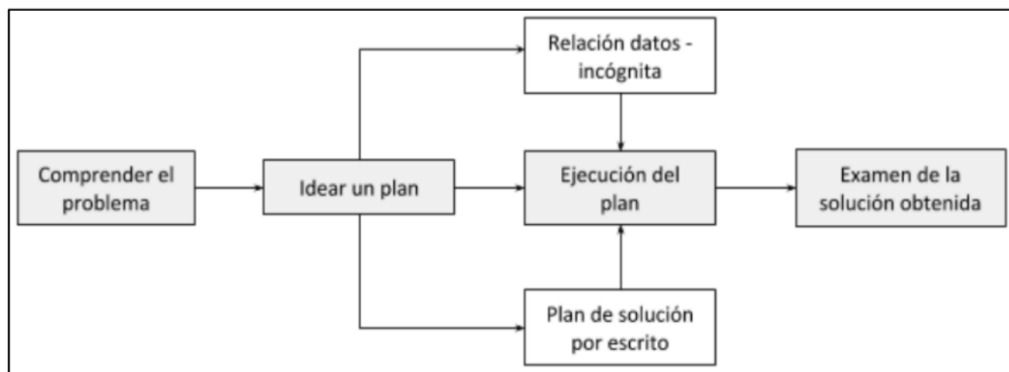 Relación datos -
incógnita
Comprender el
problema
Idear un plan
Ejecución del
plan
Examen de la
solución obtenida
Plan de solución
por escrito